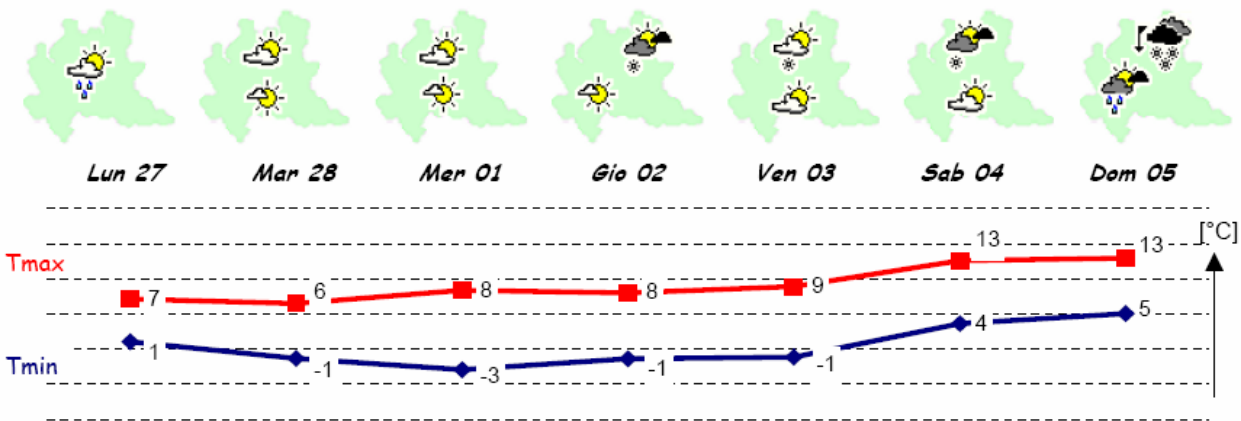 Lun 27 Mar 28 Mer 01 Gio 02 Ven 03 Sab 04 Dom 05
[°C]
Tmax 7 6 8 8 9 13 13
Tmin 1 -1 -3 -1 -1 4 5